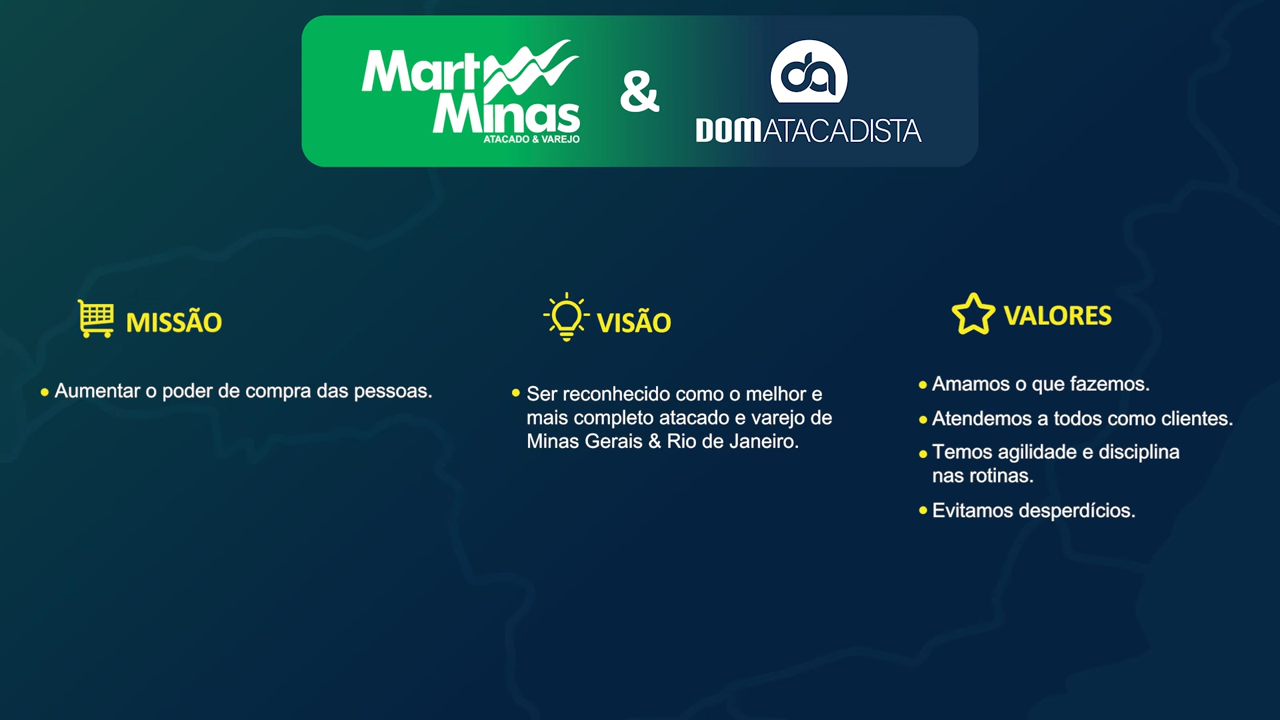 Mart
Minas
ATACADO & VAREJO
&
da
DOMATACADISTA
MISSÃO
Aumentar o poder de compra das pessoas.
VISÃO
Ser reconhecido como o melhor e
mais completo atacado e varejo de
Minas Gerais & Rio de Janeiro.
VALORES
Amamos o que fazemos.
Atendemos a todos como clientes.
Temos agilidade e disciplina
nas rotinas.
Evitamos desperdícios.